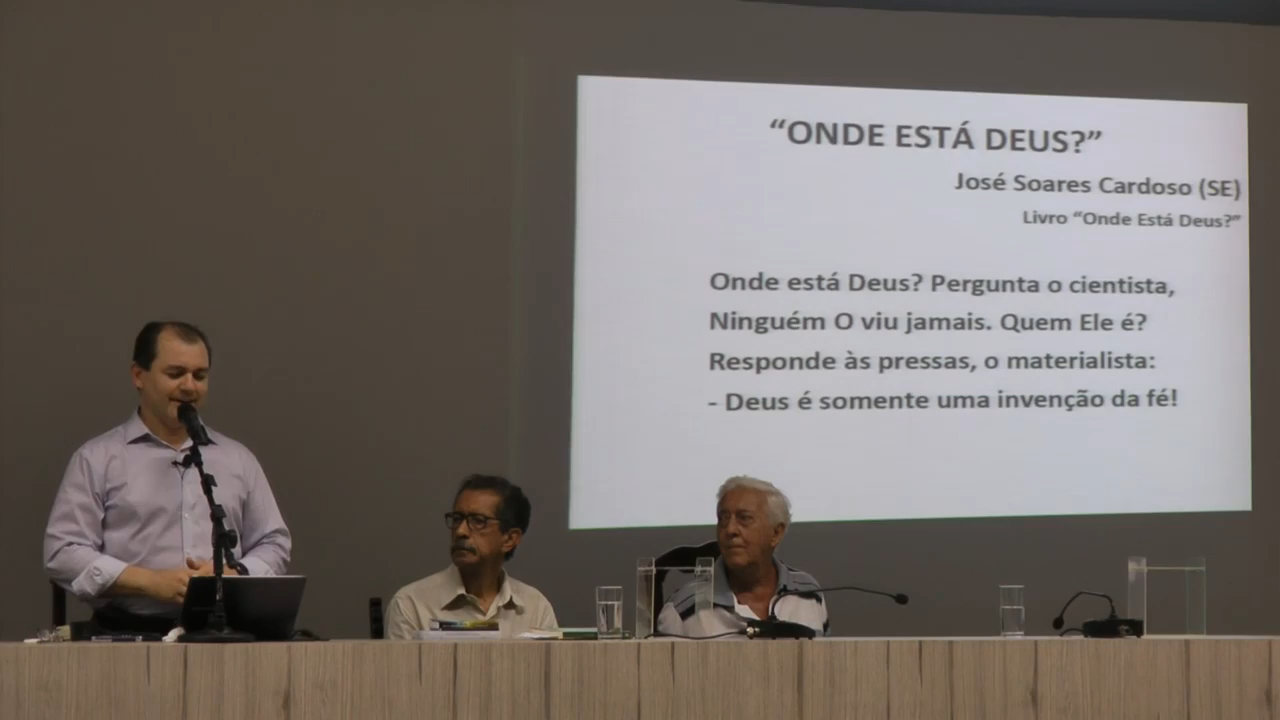 “ONDE ESTÁ DEUS?”
José Soares Cardoso (SE)
Livro “Onde Está Deus?”
Onde está Deus? Pergunta o cientista,
Ninguém O viu jamais. Quem Ele é?
Responde às pressas, o materialista:
- Deus é somente uma invenção da fé!